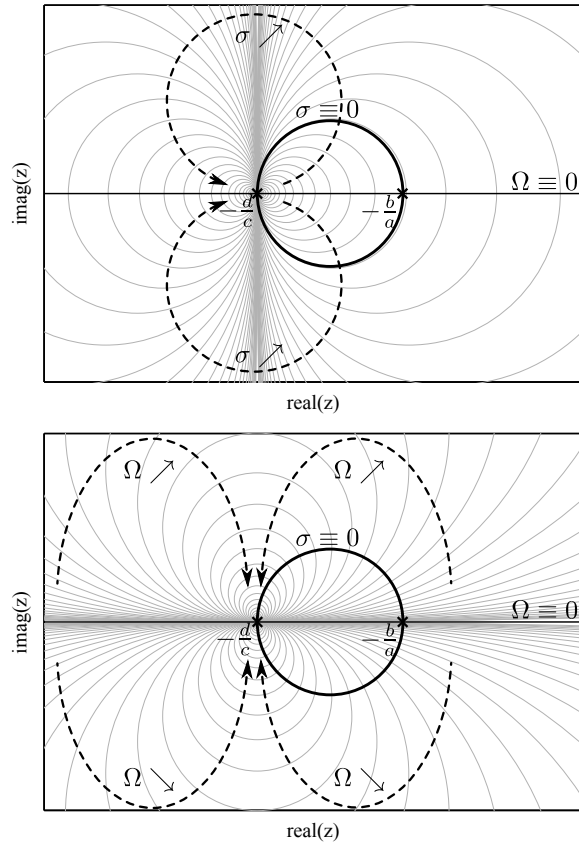 σ ↗
σ ≡ 0
Ω ≡ 0
−d/c
−b/a
σ ↗
imag(z)
real(z)
Ω ↗
Ω ↗
σ ≡ 0
Ω ≡ 0
−d/c
−b/a
Ω ↘
Ω ↘
imag(z)
real(z)